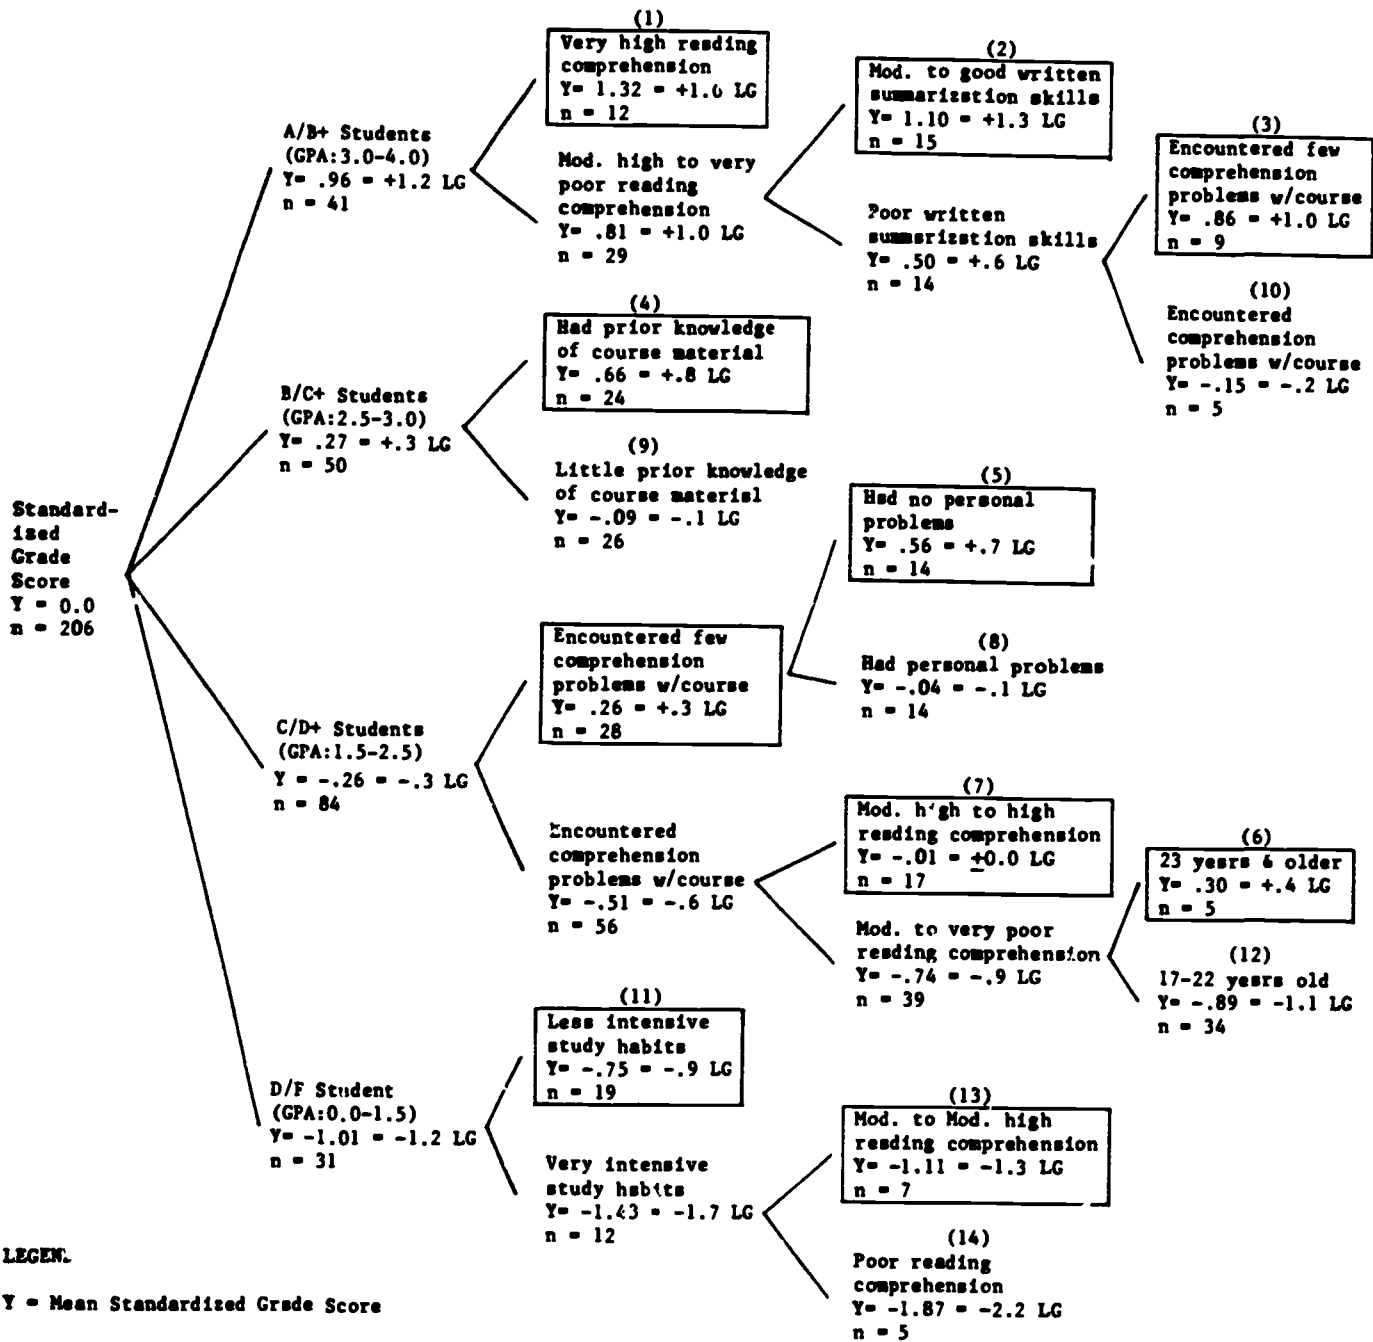 Standard-
ized
Grade
Score
Y = 0.0
n = 206
A/B+ Students
(GPA:3.0-4.0)
Y= .96 = +1.2 LG
n = 41
(1)
Very high reading
comprehension
Y= 1.32 = LG
n = 12
Mod. high to very
poor reading
comprehension
Y= .81 = +1.0 LG
n = 29
(2)
Mod. to good written
summarization skills
Y= 1.10 = +1.3 LG
n = 15
Poor written
summarization skills
Y= .50 = +.6 LG
n = 14
(3)
Encountered few
comprehension
problems w/course
Y= .86 = +1.0 LG
n = 9
(10)
Encountered
comprehension
problems w/course
Y= -.15 = -.2 LG
n = 5
B/C+ Students
(GPA:2.5-3.0)
Y= .27 = +.3 LG
n = 50
(4)
Had prior knowledge
of course material
Y= .66 = +.8 LG
n = 24
(9)
Little prior knowledge
of course material
Y= -.09 = -.1 LG
n = 26
C/D+ Students
(GPA:1.5-2.5)
Y = -.26 = -.3 LG
n = 84
Encountered few
comprehension
problems w/course
Y= .26 = +.3 LG
n = 28
(5)
Had no personal
problems
Y= .56 = +.7 LG
n = 14
(8)
Had personal problems
Y= -.04 = -.1 LG
n = 14
Encountered
comprehension
problems w/course
Y= -.51 = -.6 LG
n = 56
(7)
Mod. high to high
reading comprehension
Y= -.01 = ±0.0 LG
n = 17
Mod. to very poor
reading comprehension
Y= -.74 = -.9 LG
n = 39
(6)
23 years & older
Y= .30 = +.4 LG
n = 5
(12)
17-22 years old
Y= -.89 = -1.1 LG
n = 34
D/F Student
(GPA:0.0-1.5)
Y= -1.01 = -1.2 LG
n = 31
(11)
Less intensive
study habits
Y= -.75 = -.9 LG
n = 19
Very intensive
study habits
Y= -1.43 = -1.7 LG
n = 12
(13)
Mod. to Mod. high
reading comprehension
Y= -1.11 = -1.3 LG
n = 7
(14)
Poor reading
comprehension
Y= -1.87 = -2.2 LG
n = 5
LEGEND
Y = Mean Standardized Grade Score